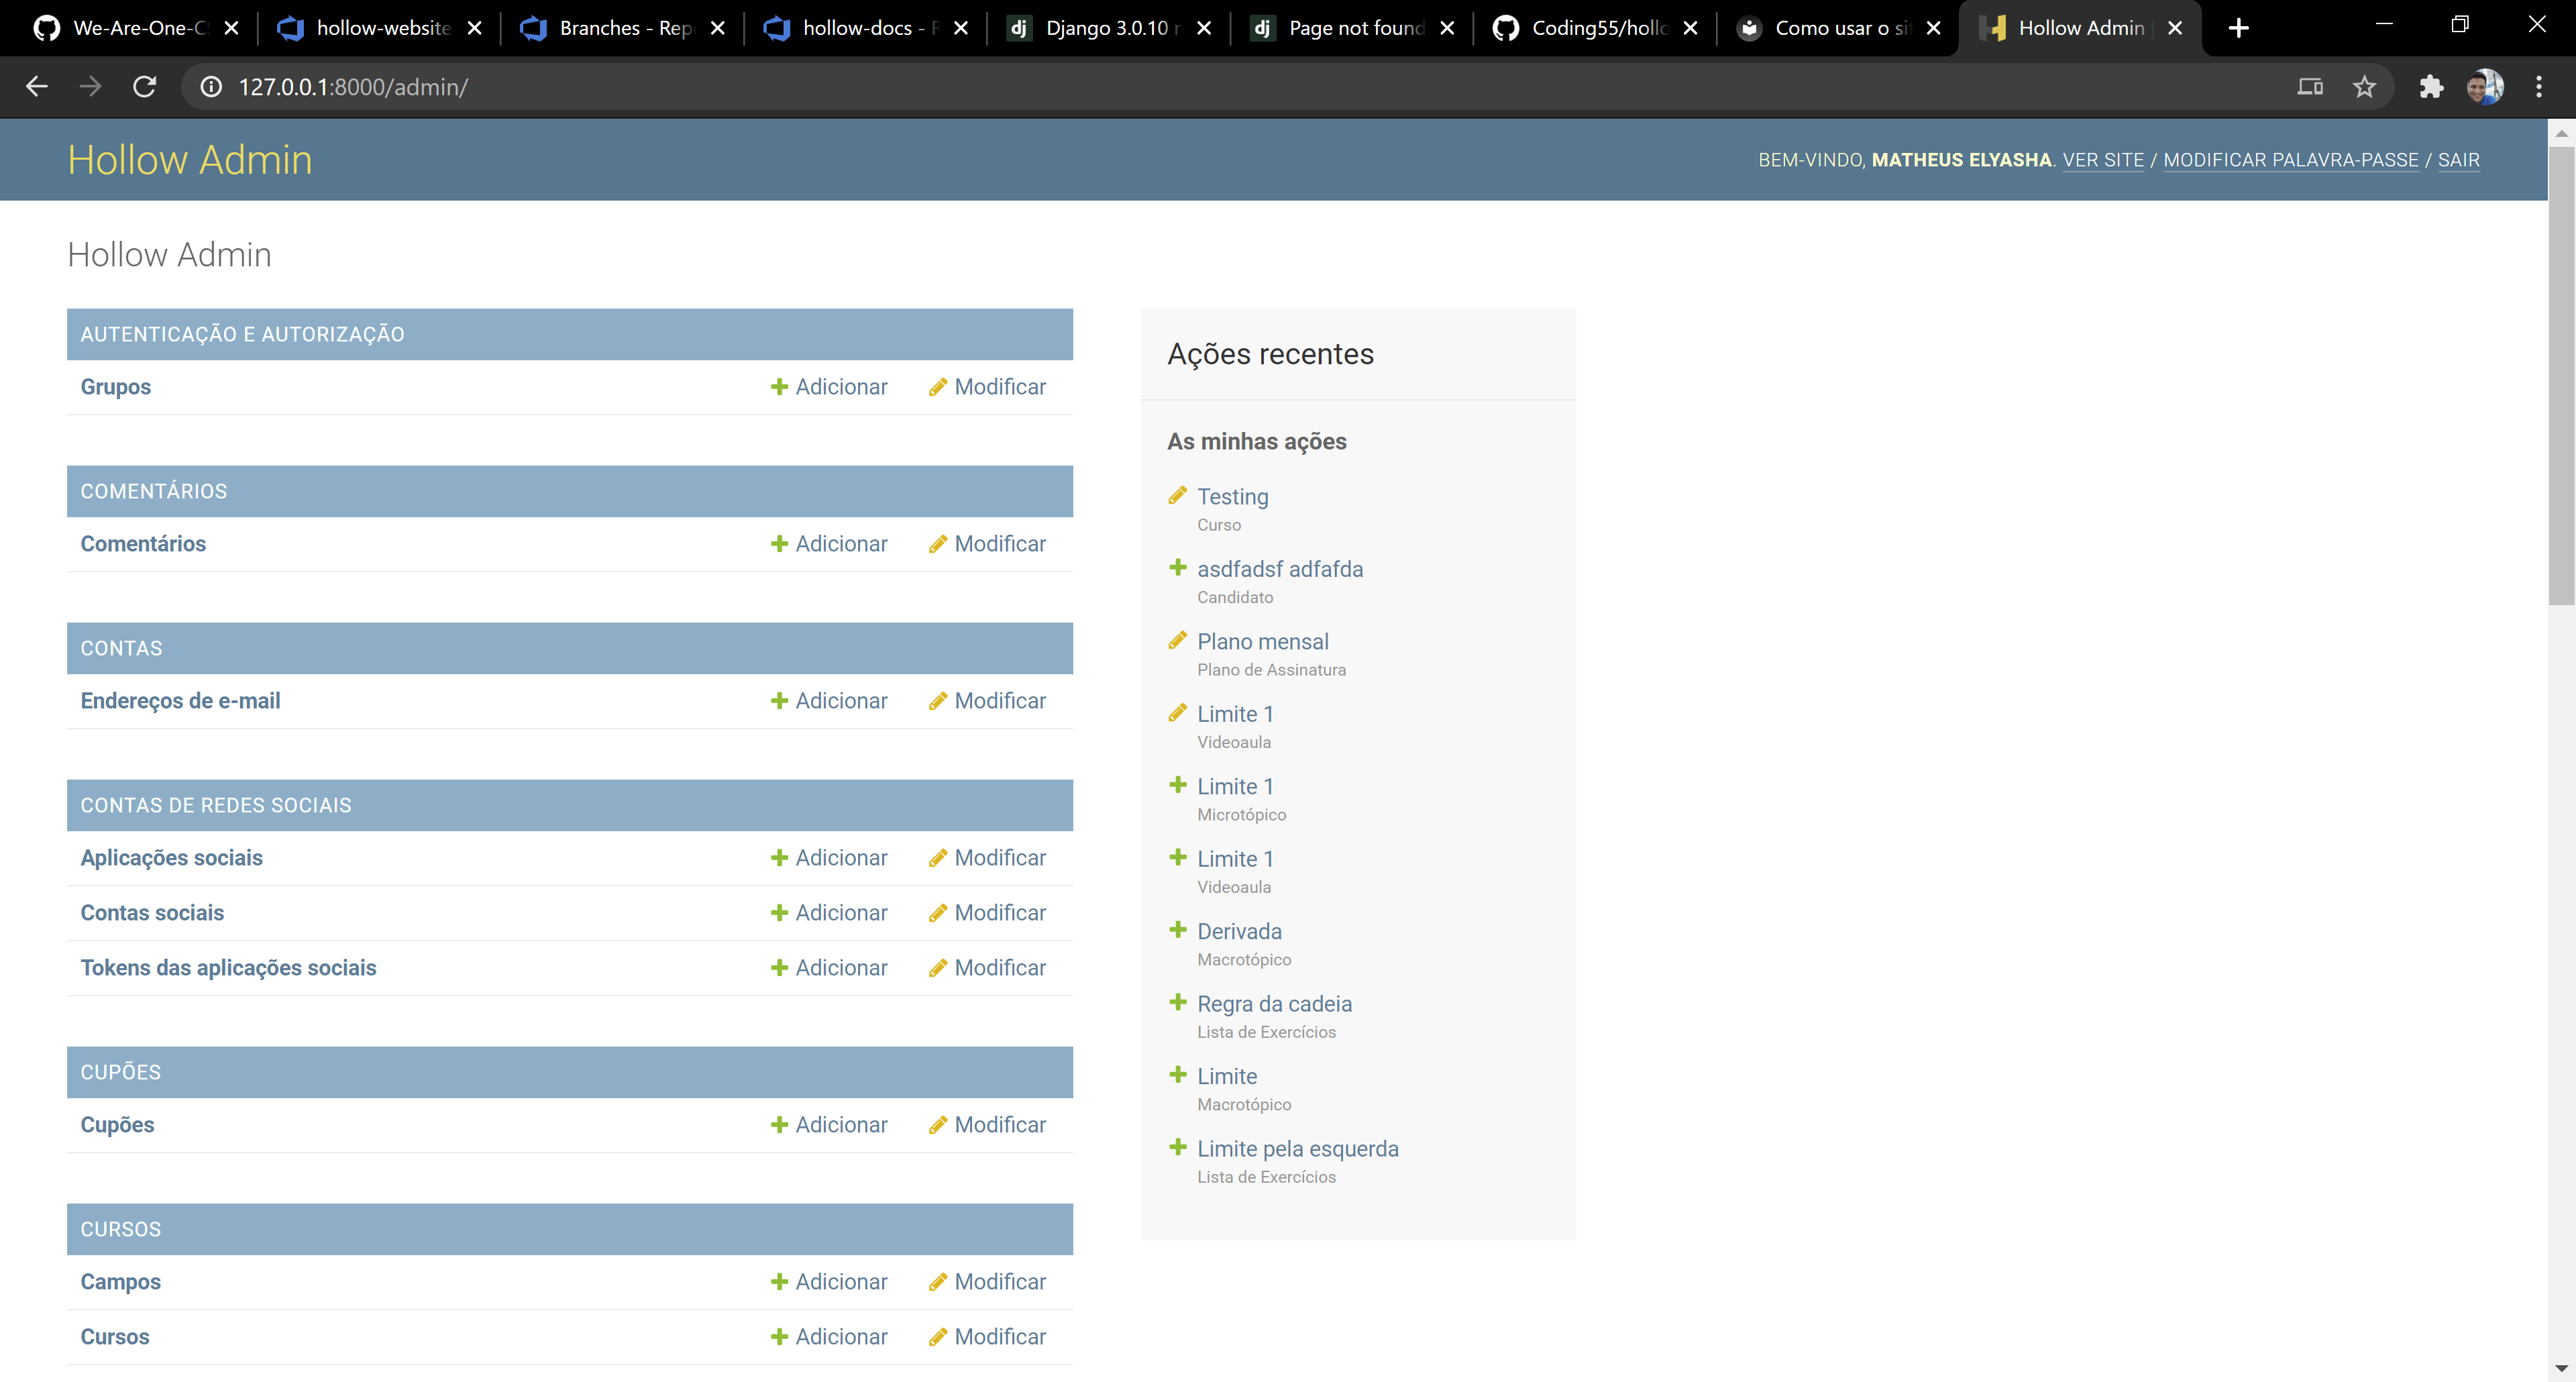 We-Are-One-C
hollow-website
Branches - Rep
hollow-docs - R
dj Django 3.0.10 r
dj Page not found
Coding55/hollo
Como usar o si
Hollow Admin
127.0.0.1:8000/admin/
Hollow Admin
BEM-VINDO, MATHEUS ELYASHA. VER SITE / MODIFICAR PALAVRA-PASSE / SAIR
Hollow Admin
AUTENTICAÇÃO E AUTORIZAÇÃO
Grupos Adicionar Modificar
COMENTÁRIOS
Comentários Adicionar Modificar
CONTAS
Endereços de e-mail Adicionar Modificar
CONTAS DE REDES SOCIAIS
Aplicações sociais Adicionar Modificar
Contas sociais Adicionar Modificar
Tokens das aplicações sociais Adicionar Modificar
CUPÕES
Cupões Adicionar Modificar
CURSOS
Campos Adicionar Modificar
Cursos Adicionar Modificar
Ações recentes
As minhas ações
Testing
Curso
asdfadsf adfafda
Candidato
Plano mensal
Plano de Assinatura
Limite 1
Videoaula
Limite 1
Microtópico
Limite 1
Videoaula
Derivada
Macrotópico
Regra da cadeia
Lista de Exercícios
Limite
Macrotópico
Limite pela esquerda
Lista de Exercícios